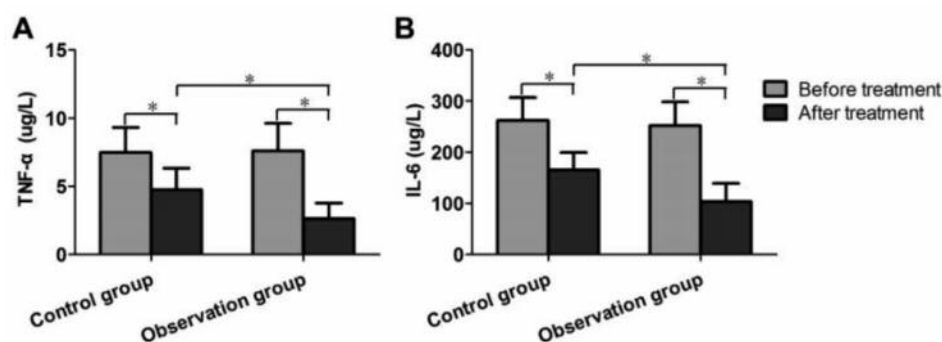 A
TNF-α (ug/L)
15
10
5
0
*
*
*
Control group
Observation group
B
IL-6 (ug/L)
400
300
200
100
0
*
*
*
Control group
Observation group
Before treatment
After treatment